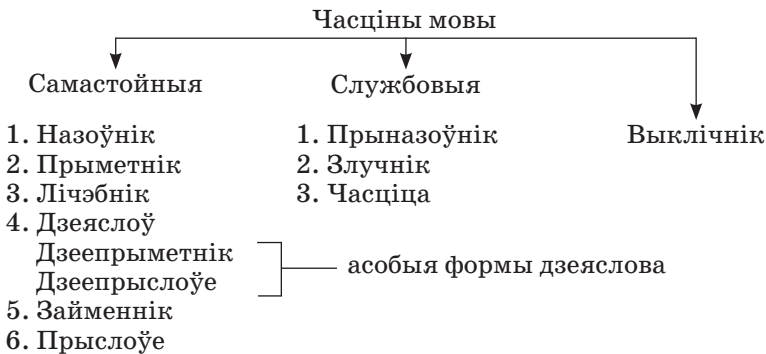 Часціны мовы
Самастойныя Службовыя
1. Назоўнік 1. Прыназоўнік Выклічнік
2. Прыметнік 2. Злучнік
3. Лічэбнік 3. Часціца
4. Дзеяслоў
Дзеепрыметнік
асобыя формы дзеяслова
Дзеепрыслоўе
5. Займеннік
6. Прыслоўе